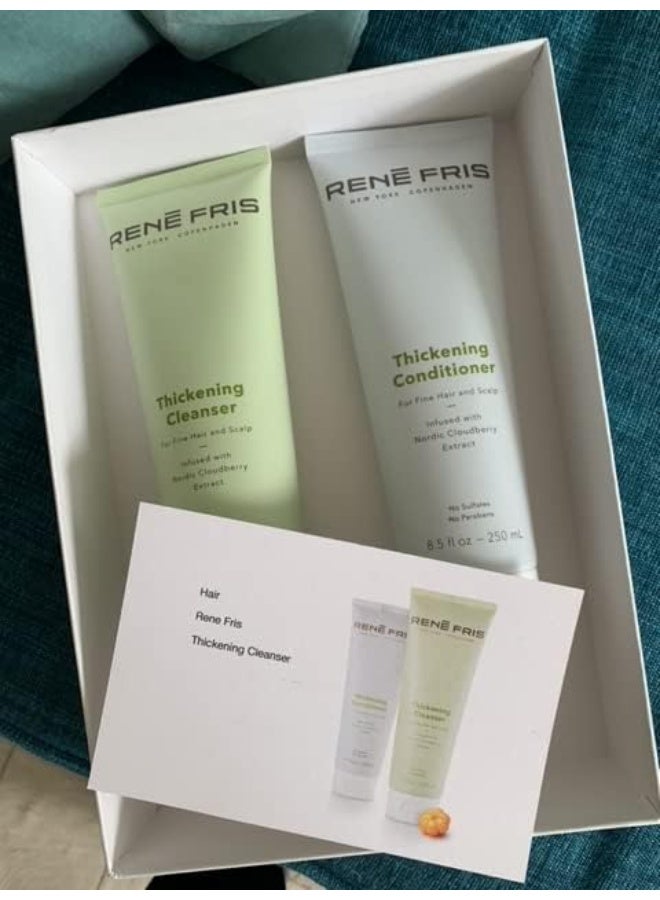 RENĒ FRIS
NEW YORK COPENHAGEN
Thickening
Cleanser
For Fine Hair and Scalp
Infused with
Nordic Cloudberry
Extract
RENĒ FRIS
NEW YORK COPENHAGEN
Thickening
Conditioner
For Fine Hair and Scalp
Infused with
Nordic Cloudberry
Extract
No Sulfates
No Parabens
8.5 fl oz – 250 mL
Hair
Rene Fris
Thickening Cleanser
RENĒ FRIS
Thickening
Conditioner
RENĒ FRIS
Thickening
Cleanser